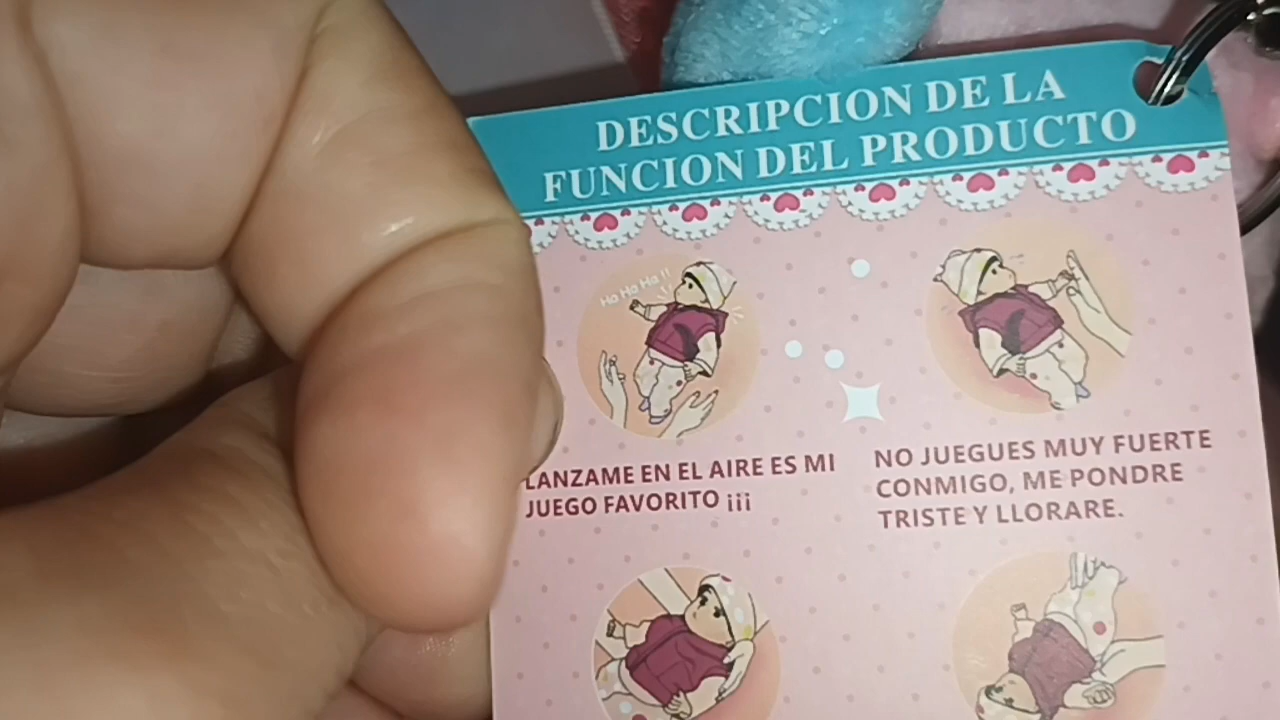 DESCRIPCION DE LA
FUNCION DEL PRODUCTO
Ha Ha Ha !!
LANZAME EN EL AIRE ES MI
JUEGO FAVORITO ¡¡¡
NO JUEGUES MUY FUERTE
CONMIGO, ME PONDRE
TRISTE Y LLORARE.